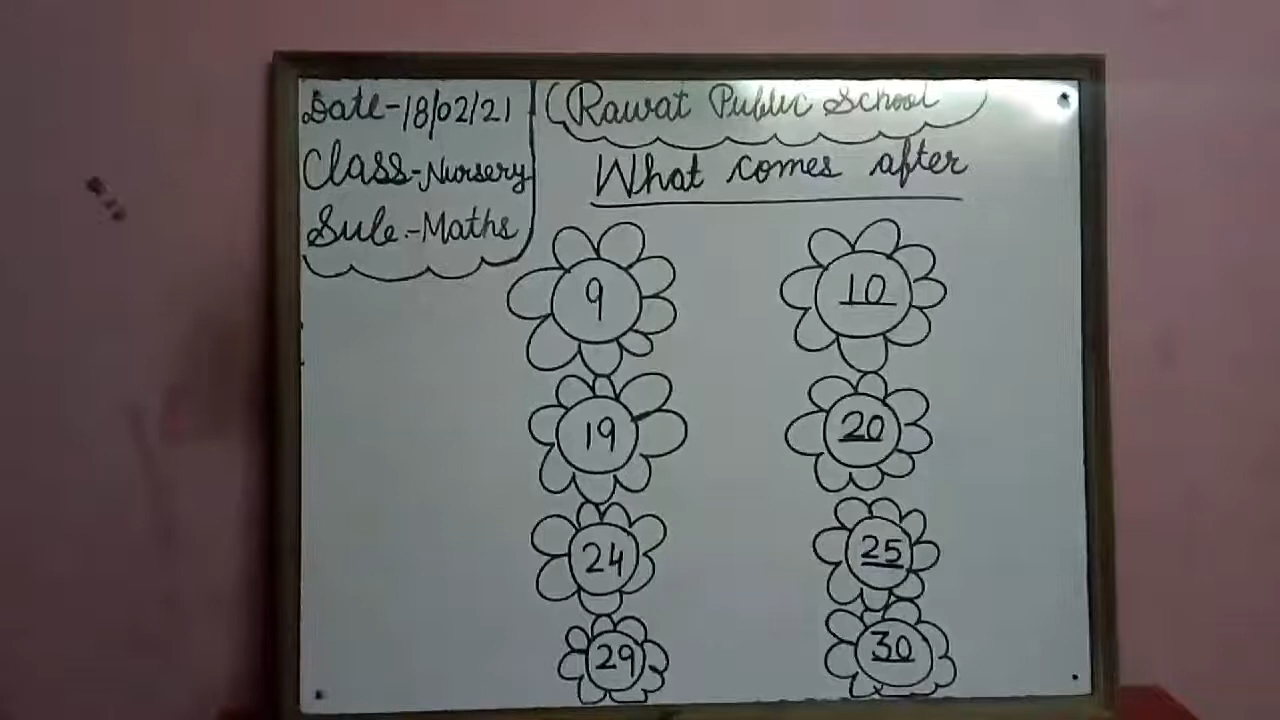 Date-18/02/21
Class-Nursery
Sule.-Maths
Rawat Public School
What comes after
9 10
19 20
24 25
29 30